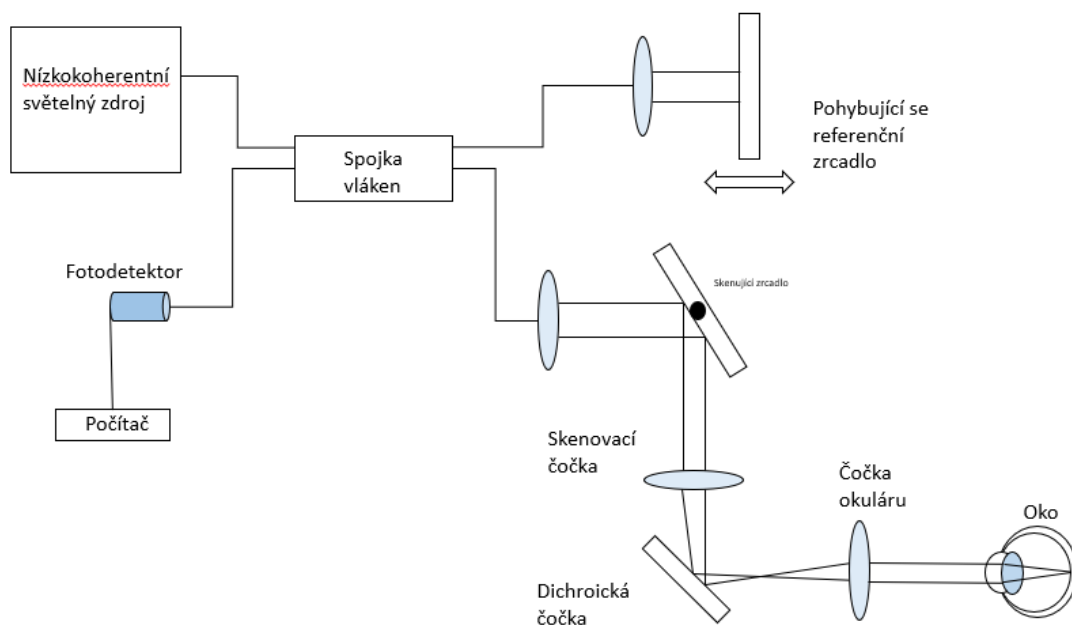 Nízkokoherentní
světelný zdroj
Spojka
vláken
Pohybující se
referenční
zrcadlo
Fotodetektor
Skenující zrcadlo
Počítač
Skenovací
čočka
Čočka
okuláru
Oko
Dichroická
čočka